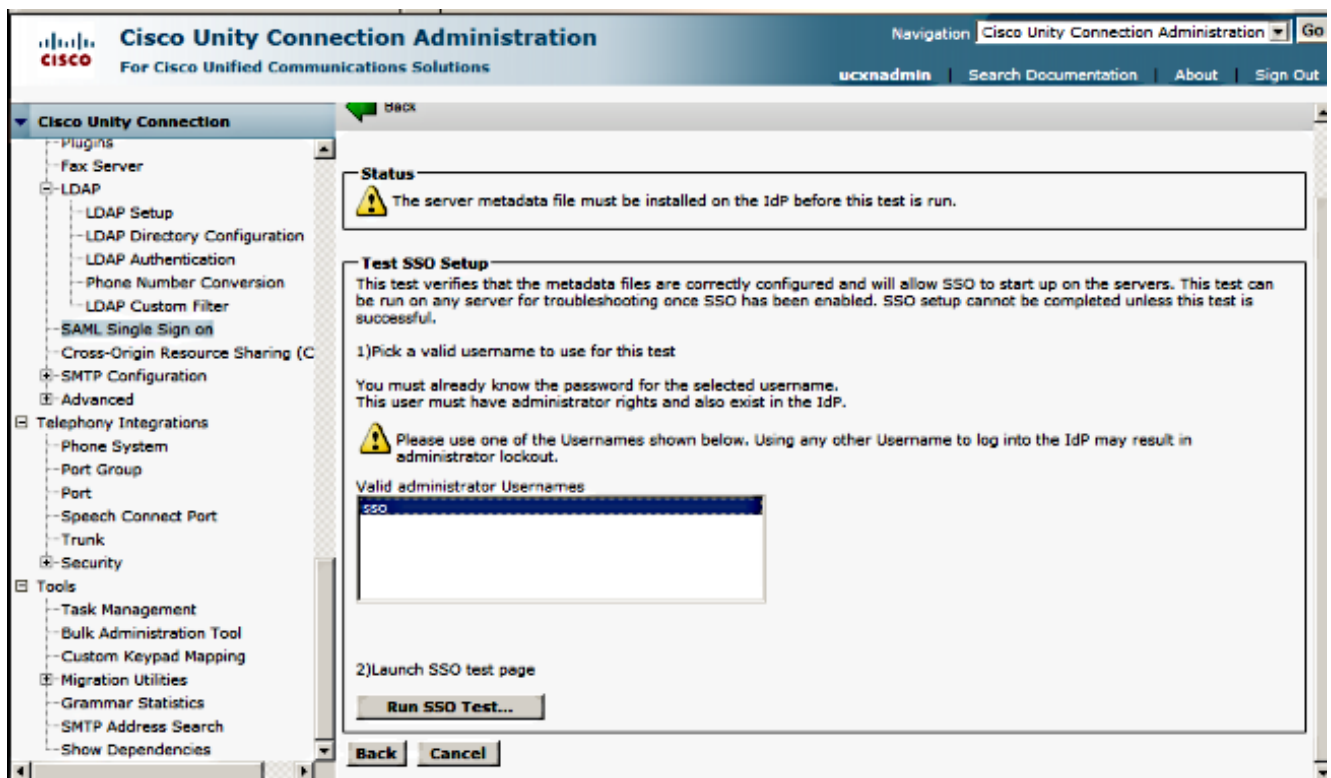 Cisco Unity Connection Administration
For Cisco Unified Communications Solutions
CISCO
Navigation Cisco Unity Connection Administration Go
ucxnadmin | Search Documentation | About | Sign Out
Cisco Unity Connection
Plugins
Fax Server
LDAP
LDAP Setup
LDAP Directory Configuration
LDAP Authentication
Phone Number Conversion
LDAP Custom Filter
SAML Single Sign on
Cross-Origin Resource Sharing (C
SMTP Configuration
Advanced
Telephony Integrations
Phone System
Port Group
Port
Speech Connect Port
Trunk
Security
Tools
Task Management
Bulk Administration Tool
Custom Keypad Mapping
Migration Utilities
Grammar Statistics
SMTP Address Search
Show Dependencies
Back
Status
The server metadata file must be installed on the IdP before this test is run.
Test SSO Setup
This test verifies that the metadata files are correctly configured and will allow SSO to start up on the servers. This test can
be run on any server for troubleshooting once SSO has been enabled. SSO setup cannot be completed unless this test is
successful.
1)Pick a valid username to use for this test
You must already know the password for the selected username.
This user must have administrator rights and also exist in the IdP.
Please use one of the Usernames shown below. Using any other Username to log into the IdP may result in
administrator lockout.
Valid administrator Usernames
sso
2)Launch SSO test page
Run SSO Test...
Back Cancel